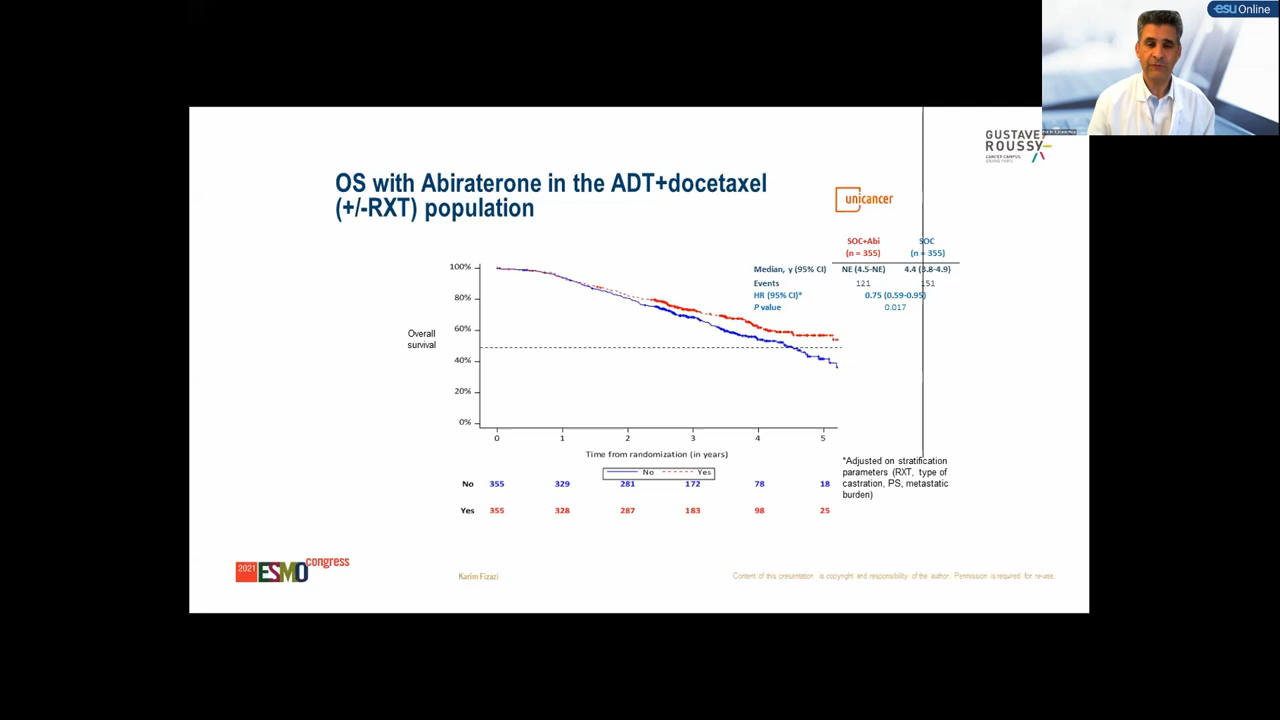 esu Online
GUSTAVE
ROUSSY
CANCER CAMPUS
GRAND PARIS
OS with Abiraterone in the ADT+docetaxel
(+/-RXT) population
unicancer
SOC+Abi SOC
(n = 355) (n = 355)
Median, y (95% CI) NE (4.5-NE) 4.4 (3.8-4.9)
Events 121 151
HR (95% CI)* 0.75 (0.59-0.95)
P value 0.017
100%
80%
60%
40%
20%
0%
Overall
survival
0 1 2 3 4 5
Time from randomization (in years)
No Yes
No 355 329 281 172 78 18
Yes 355 328 287 183 98 25
*Adjusted on stratification
parameters (RXT, type of
castration, PS, metastatic
burden)
2021 ESMO congress
Karim Fizazi
Content of this presentation is copyright and responsibility of the author. Permission is required for re-use.